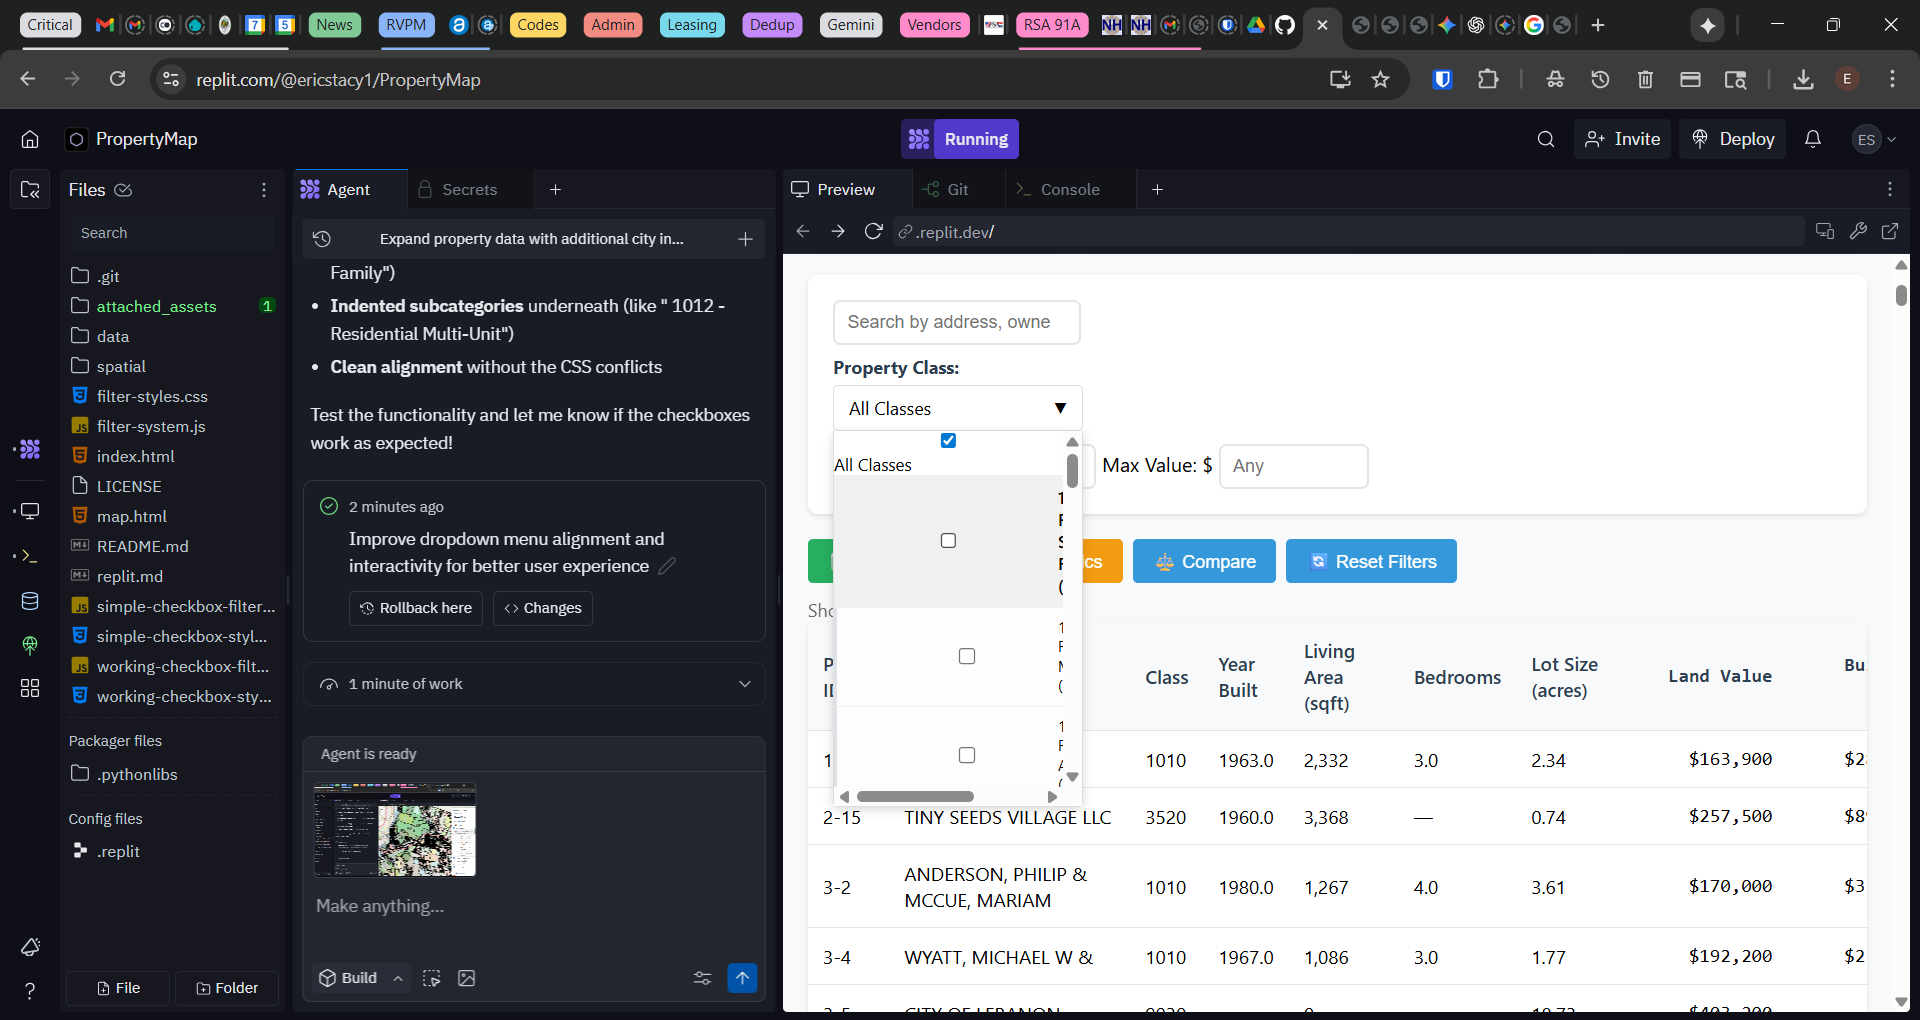 Critical
7
5
News
RVPM
Codes
Admin
Leasing
Dedup
Gemini
Vendors
RSA 91A
NH
NH
replit.com/@ericstacy1/PropertyMap
E
PropertyMap
Running
Invite
Deploy
ES
Files
Search
.git
attached_assets 1
data
spatial
filter-styles.css
filter-system.js
index.html
LICENSE
map.html
README.md
replit.md
simple-checkbox-filter...
simple-checkbox-styl...
working-checkbox-filt...
working-checkbox-sty...
Packager files
.pythonlibs
Config files
.replit
File
Folder
Agent
Secrets
Expand property data with additional city in...
Family")
• Indented subcategories underneath (like " 1012 -
Residential Multi-Unit")
• Clean alignment without the CSS conflicts
Test the functionality and let me know if the checkboxes
work as expected!
2 minutes ago
Improve dropdown menu alignment and
interactivity for better user experience
Rollback here
Changes
1 minute of work
Agent is ready
Make anything...
Build
Preview
Git
Console
.replit.dev/
Search by address, owne
Property Class:
All Classes
All Classes
Max Value: $ Any
1
F
S
F
(
1
F
M
(
1
F
A
(
cs
Compare
Reset Filters
Sho
P
ID
Class
Year
Built
Living
Area
(sqft)
Bedrooms
Lot Size
(acres)
Land Value
Bu
1 1010 1963.0 2,332 3.0 2.34 $163,900 $2
2-15 TINY SEEDS VILLAGE LLC 3520 1960.0 3,368 — 0.74 $257,500 $8
3-2 ANDERSON, PHILIP &
MCCUE, MARIAM 1010 1980.0 1,267 4.0 3.61 $170,000 $3
3-4 WYATT, MICHAEL W & 1010 1967.0 1,086 3.0 1.77 $192,200 $2
CITY OF LEBANON